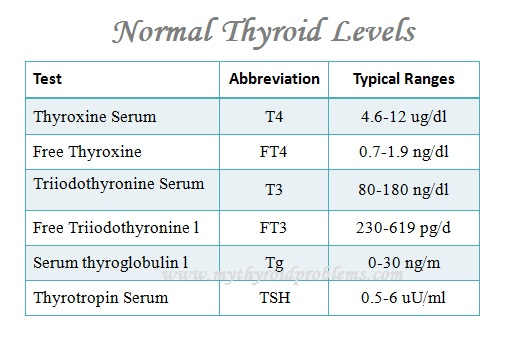 Normal Thyroid Levels
Test Abbreviation Typical Ranges
Thyroxine Serum T4 4.6-12 ug/dl
Free Thyroxine FT4 0.7-1.9 ng/dl
Triiodothyronine Serum T3 80-180 ng/dl
Free Triiodothyronine l FT3 230-619 pg/d
Serum thyroglobulin l Tg 0-30 ng/m
www.mythyroidproblems.com
Thyrotropin Serum TSH 0.5-6 uU/ml